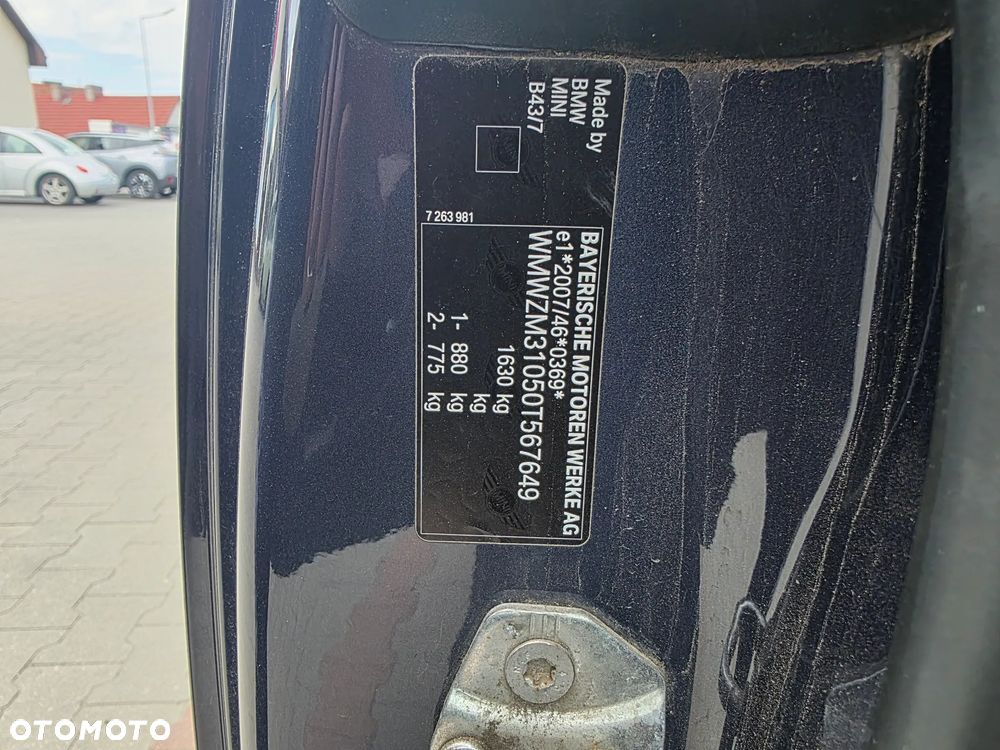 Made by
BMW
MINI
B43/7
7 263 981
BAYERISCHE MOTOREN WERKE AG
e1*2007/46*0369*
WMWZM31050T567649
1630 kg
kg
1- 880 kg
2- 775 kg
OTOMOTO